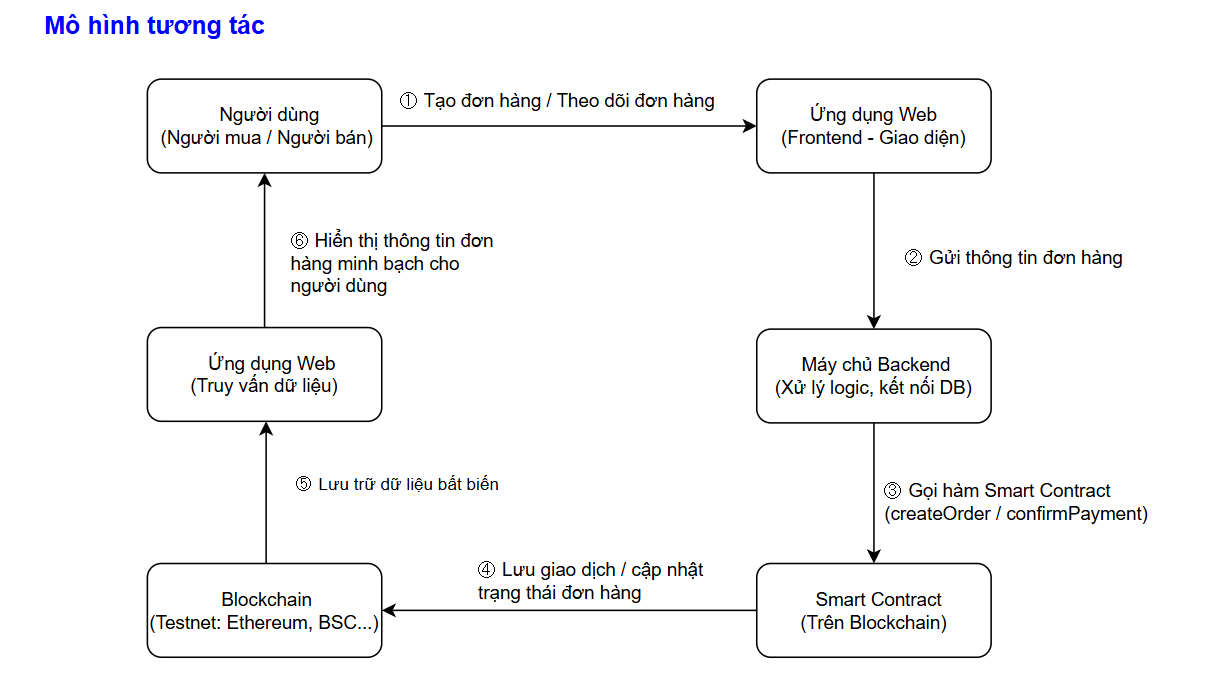 Mô hình tương tác
Người dùng
(Người mua / Người bán)
① Tạo đơn hàng / Theo dõi đơn hàng
Ứng dụng Web
(Frontend - Giao diện)
② Gửi thông tin đơn hàng
Máy chủ Backend
(Xử lý logic, kết nối DB)
③ Gọi hàm Smart Contract
(createOrder / confirmPayment)
Smart Contract
(Trên Blockchain)
④ Lưu giao dịch / cập nhật
trạng thái đơn hàng
Blockchain
(Testnet: Ethereum, BSC...)
⑤ Lưu trữ dữ liệu bất biến
Ứng dụng Web
(Truy vấn dữ liệu)
⑥ Hiển thị thông tin đơn
hàng minh bạch cho
người dùng